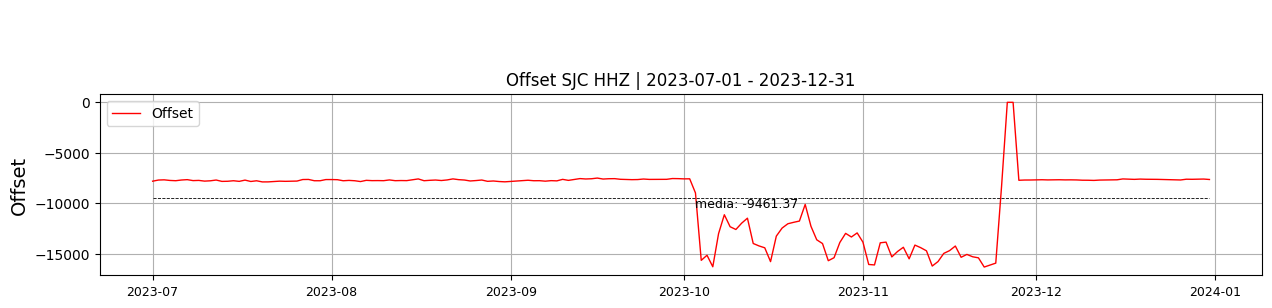 Offset SJC HHZ | 2023-07-01 - 2023-12-31
Offset
Offset
0
−5000
−10000
−15000
media: -9461.37
2023-07
2023-08
2023-09
2023-10
2023-11
2023-12
2024-01